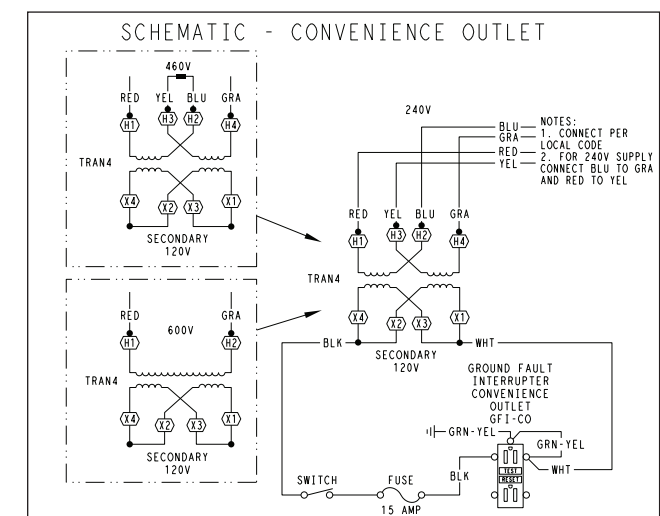 SCHEMATIC - CONVENIENCE OUTLET
460V
RED YEL BLU GRA
H1 H3 H2 H4
TRAN4
X4 X2 X3 X1
SECONDARY
120V
RED GRA
600V
H1 H2
TRAN4
X4 X2 X3 X1
SECONDARY
120V
240V
BLU
GRA
RED
YEL
NOTES:
1. CONNECT PER
LOCAL CODE
2. FOR 240V SUPPLY
CONNECT BLU TO GRA
AND RED TO YEL
RED YEL BLU GRA
H1 H3 H2 H4
TRAN4
X4 X2 X3 X1
BLK WHT
SECONDARY
120V
GROUND FAULT
INTERRUPTER
CONVENIENCE
OUTLET
GFI-CO
GRN-YEL
GRN-YEL
WHT
TEST
RESET
BLK
SWITCH FUSE
15 AMP